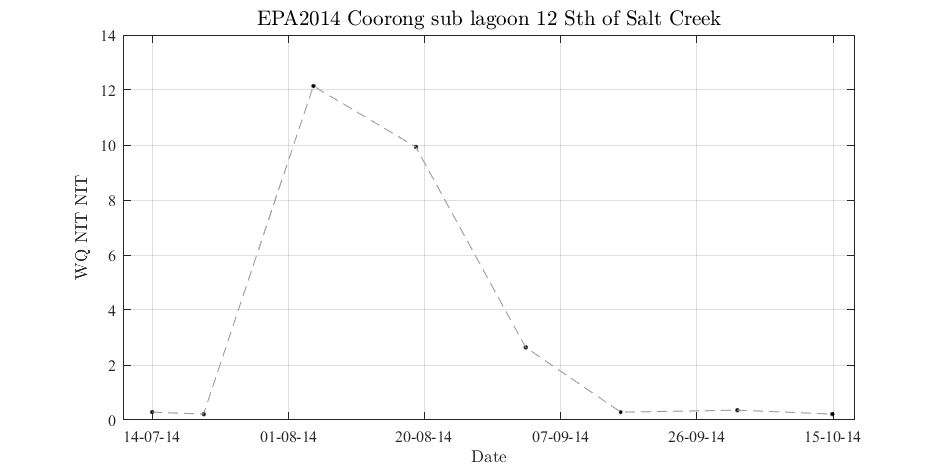 EPA2014 Coorong sub lagoon 12 Sth of Salt Creek
14
12
10
8
6
4
2
0
WQ NIT NIT
14-07-14 01-08-14 20-08-14 07-09-14 26-09-14 15-10-14
Date